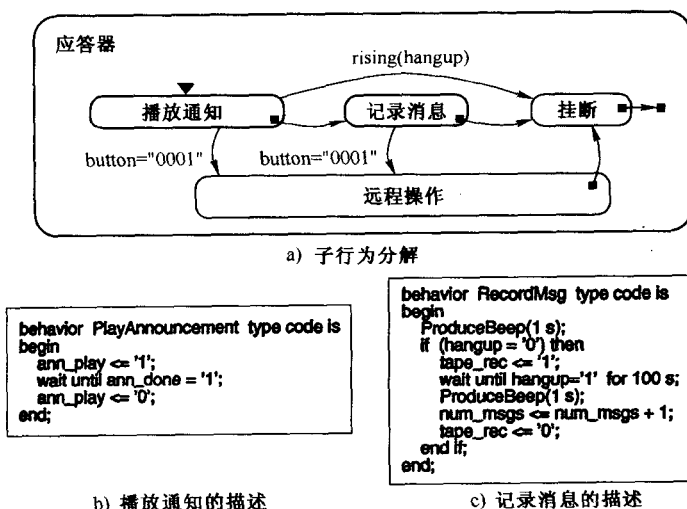 应答器
rising(hangup)
播放通知
记录消息
挂断
button="0001"
button="0001"
远程操作
a) 子行为分解
behavior PlayAnnouncement type code is
begin
ann_play <= '1';
wait until ann_done = '1';
ann_play <= '0';
end;
b) 播放通知的描述
behavior RecordMsg type code is
begin
ProduceBeep(1 s);
if (hangup = '0') then
tape_rec <= '1';
wait until hangup='1' for 100 s;
ProduceBeep(1 s);
num_msgs <= num_msgs + 1;
tape_rec <= '0';
end if;
end;
c) 记录消息的描述